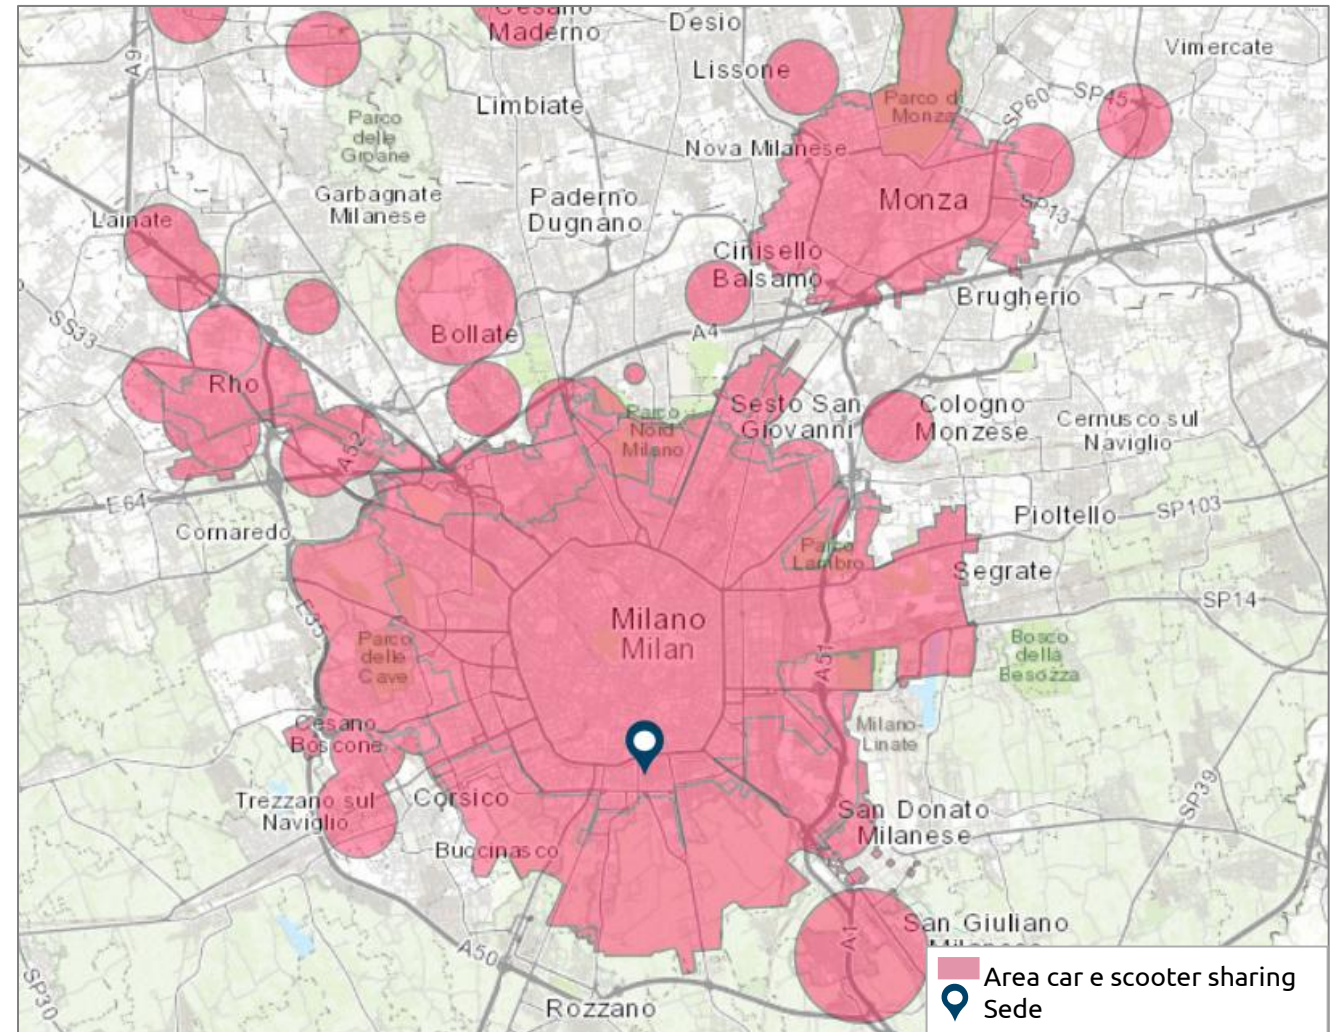 Cesano
Maderno
Desio
Vimercate
A9
Lissone
Limbiate
Parco di
Monza
SP60
SP45
Parco
delle
Groane
Nova Milanese
Garbagnate
Milanese
Paderno
Dugnano
Monza
SP13
Lainate
Cinisello
Balsamo
Brugherio
SS33
Bollate
A4
Rho
Parco
Nord
Milano
Sesto San
Giovanni
Cologno
Monzese
Cernusco sul
Naviglio
A52
E64
Cornaredo
Pioltello
SP103
Parco
Lambro
Segrate
SP14
E35
Milano
Milan
Parco
delle
Cave
A51
Bosco
della
Besozza
Cesano
Boscone
Milano-
Linate
Trezzano sul
Naviglio
Corsico
San Donato
Milanese
SP39
Buccinasco
San Giuliano
A1
A50
SP30
Rozzano
Area car e scooter sharing
Sede